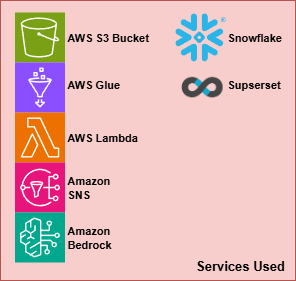 AWS S3 Bucket
Snowflake
AWS Glue
Supserset
AWS Lambda
Amazon
SNS
Amazon
Bedrock
Services Used